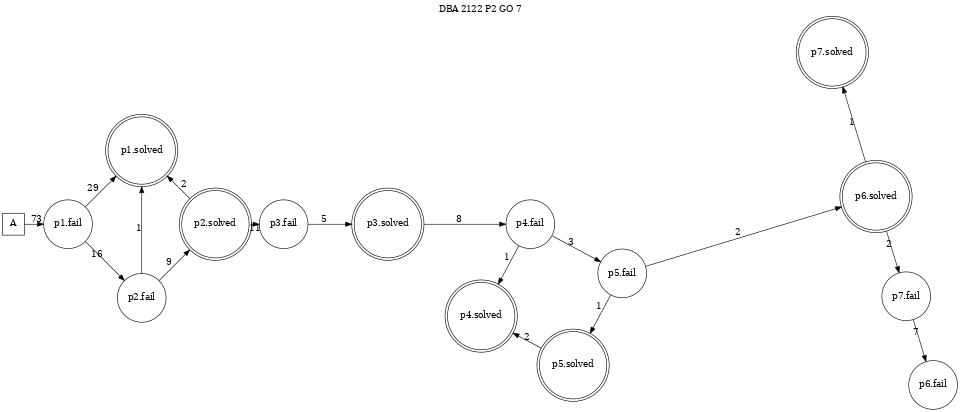 DBA 2122 P2 GO 7
p7.solved
1
p1.solved
29
2
p6.solved
A
73
p1.fail
1
p2.solved
11
p3.fail
5
p3.solved
8
p4.fail
2
16
9
1
3
2
p5.fail
p2.fail
p7.fail
1
p4.solved
2
7
p5.solved
p6.fail